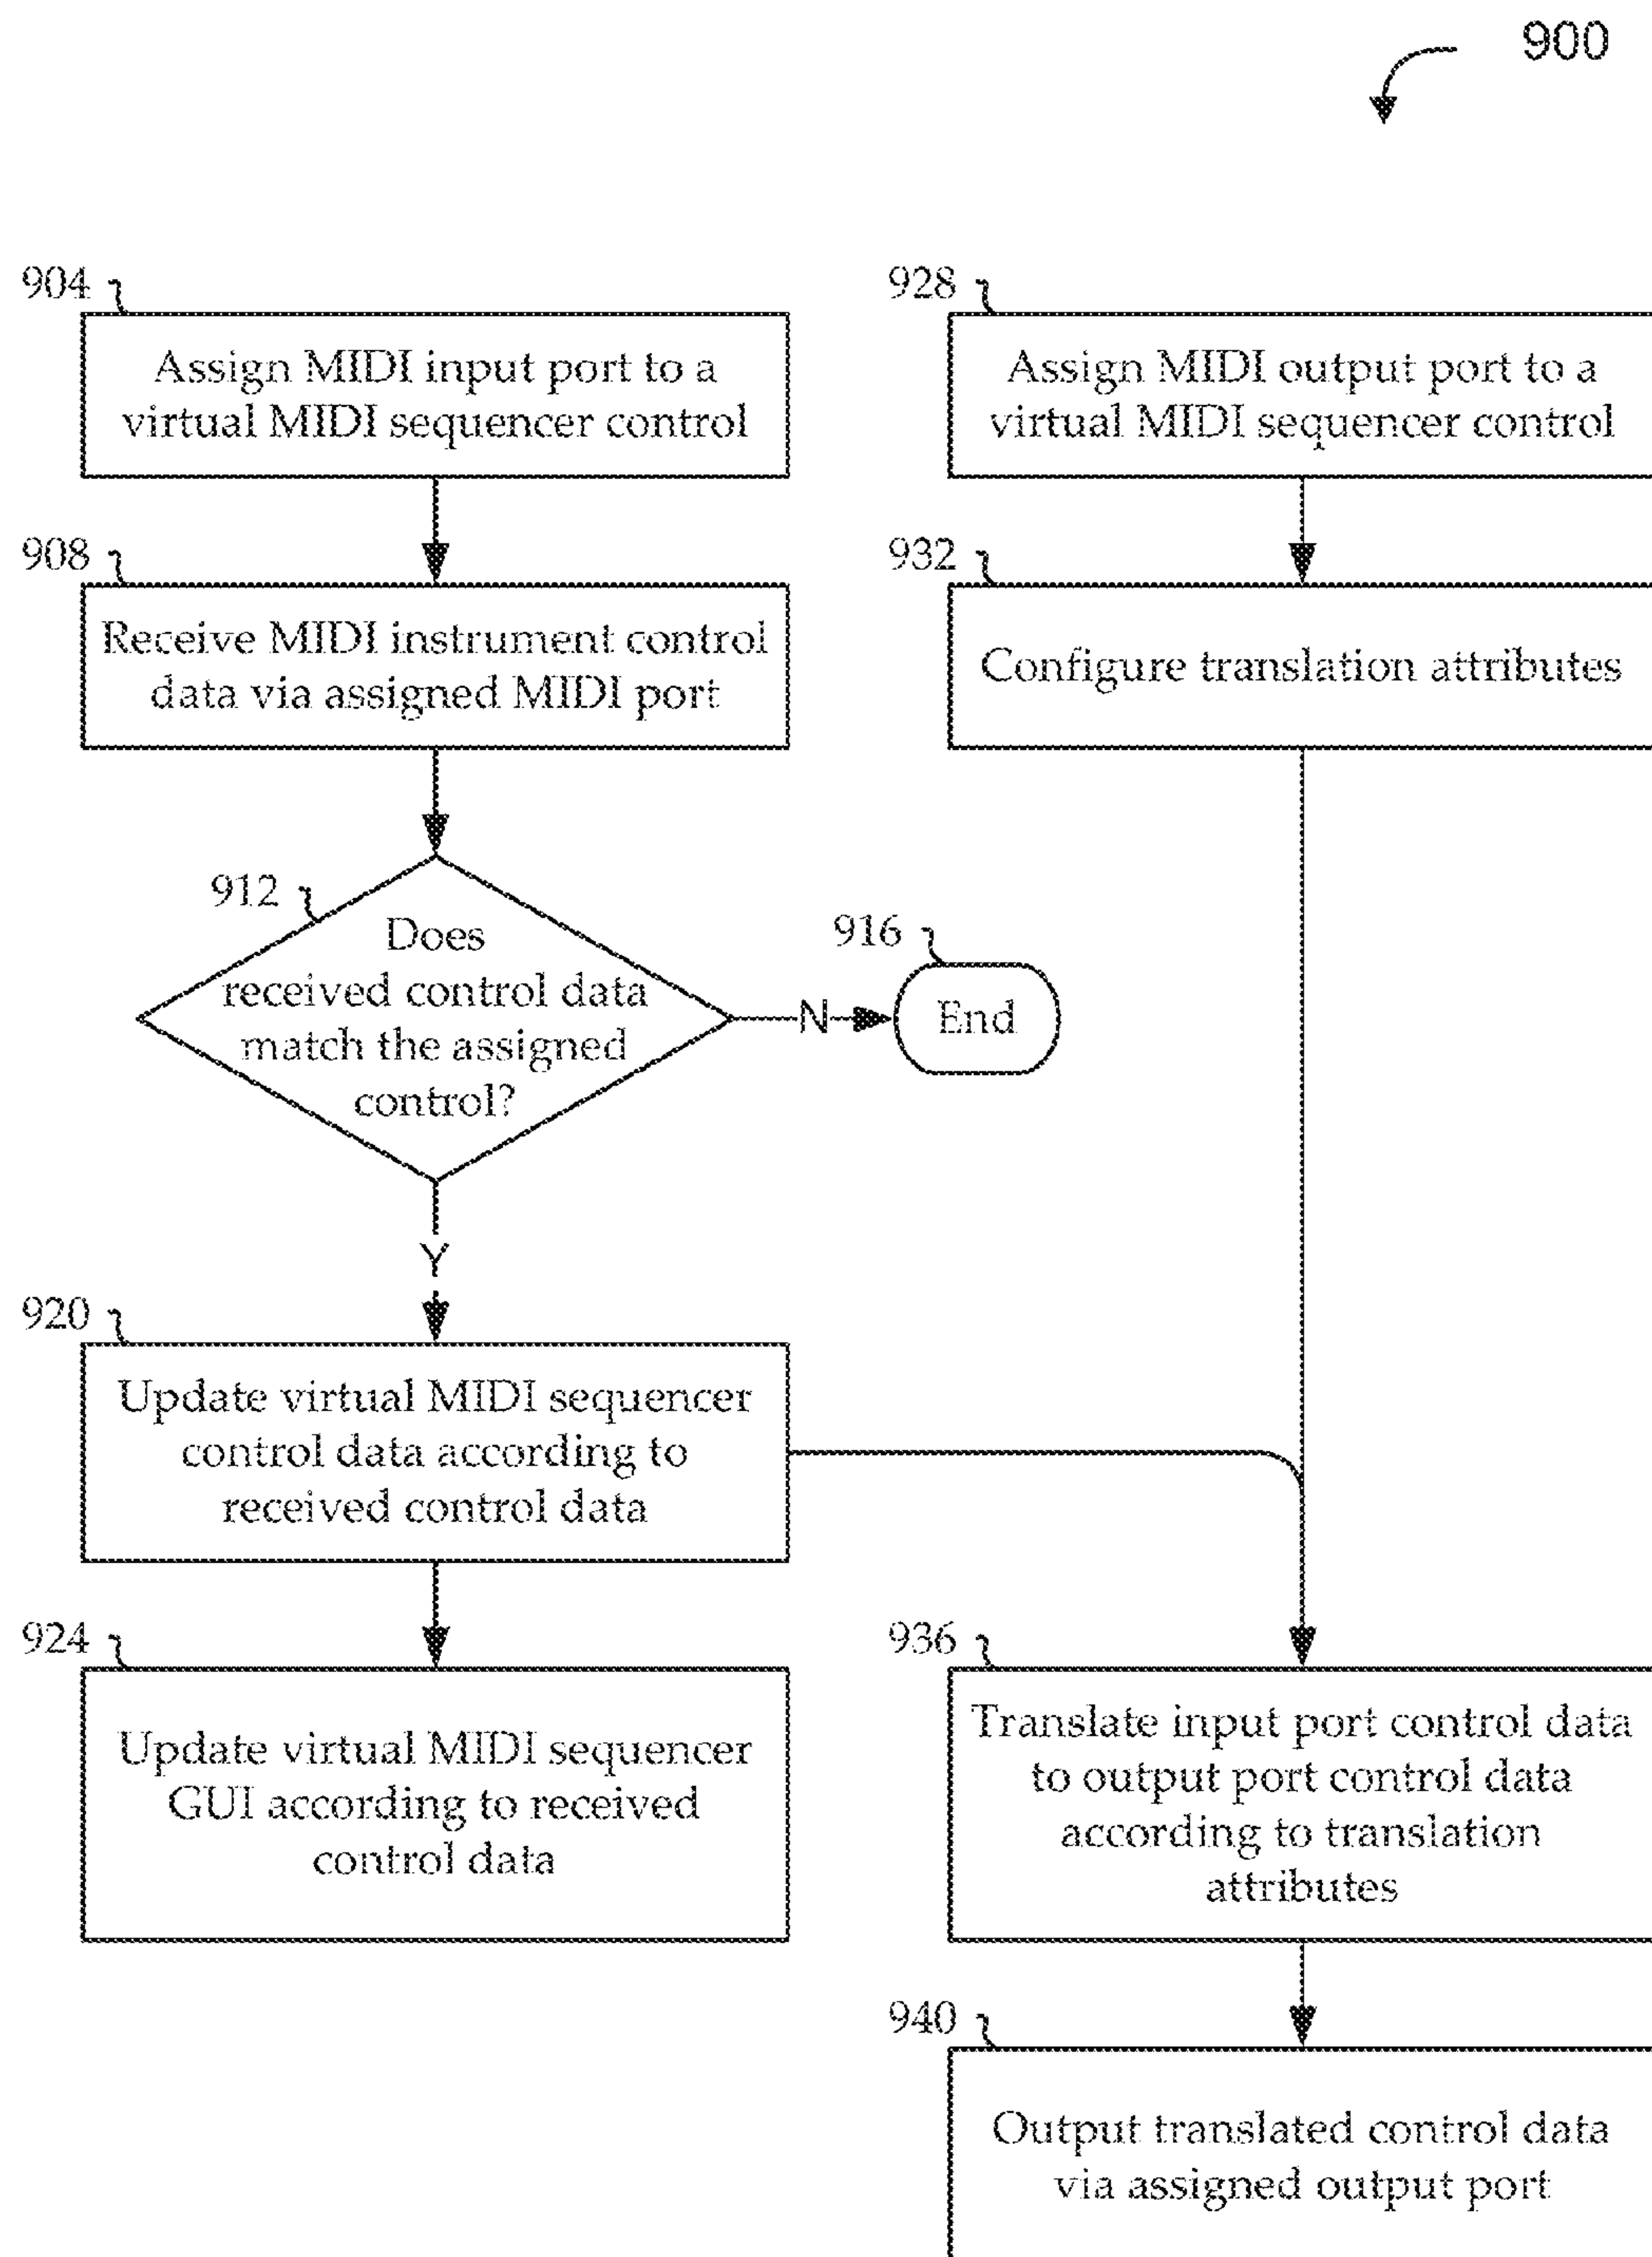 900
904
Assign MIDI input port to a
virtual MIDI sequencer control
908
Receive MIDI instrument control
data via assigned MIDI port
912
Does
received control data
match the assigned
control?
N
916
End
Y
920
Update virtual MIDI sequencer
control data according to
received control data
924
Update virtual MIDI sequencer
GUI according to received
control data
928
Assign MIDI output port to a
virtual MIDI sequencer control
932
Configure translation attributes
936
Translate input port control data
to output port control data
according to translation
attributes
940
Output translated control data
via assigned output port